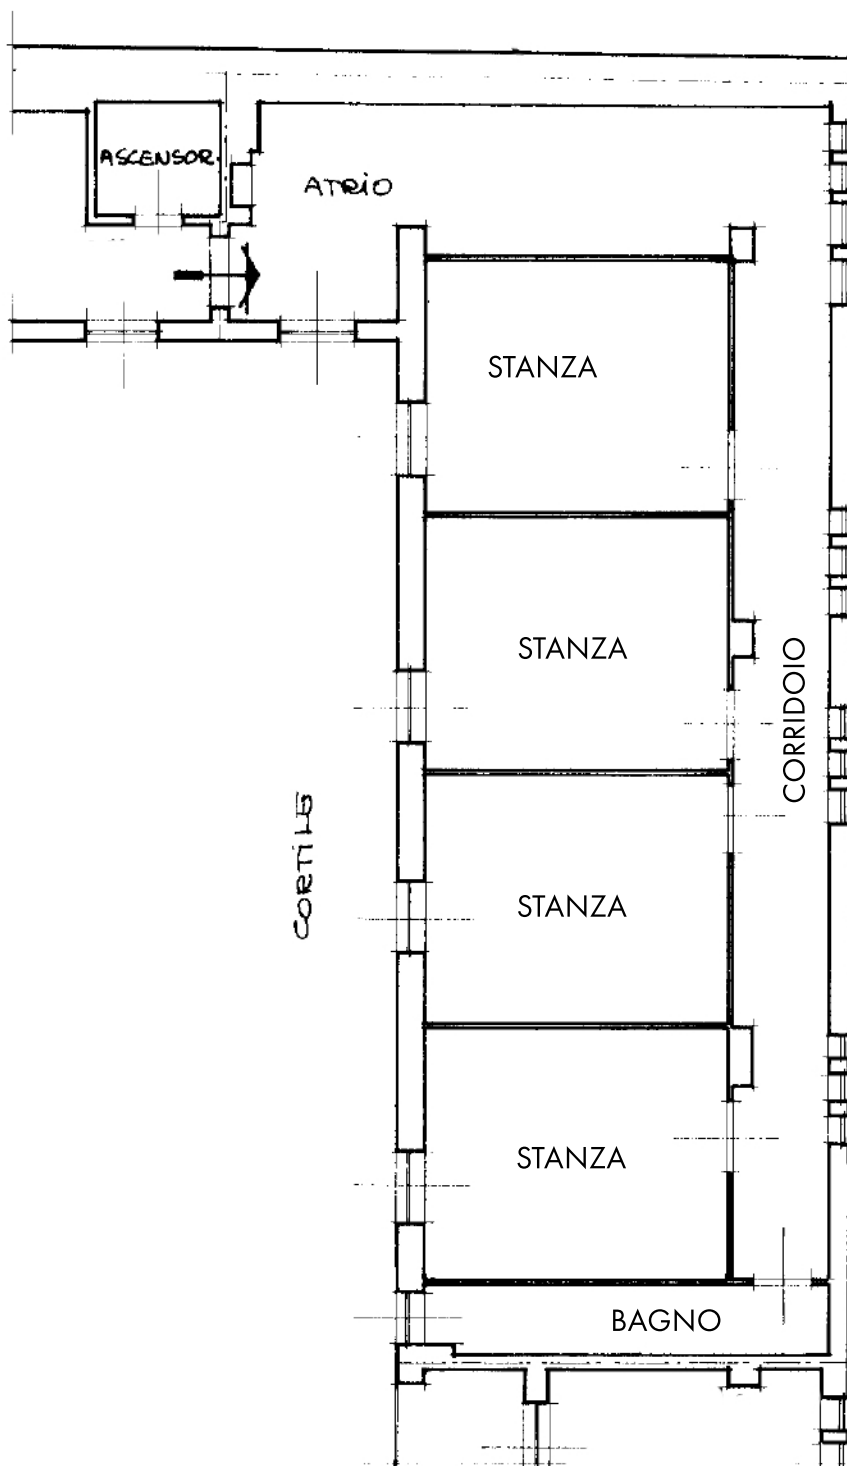 ASCENSOR.
ATRIO
STANZA
STANZA
CORRIDOIO
CORTILE
STANZA
STANZA
BAGNO